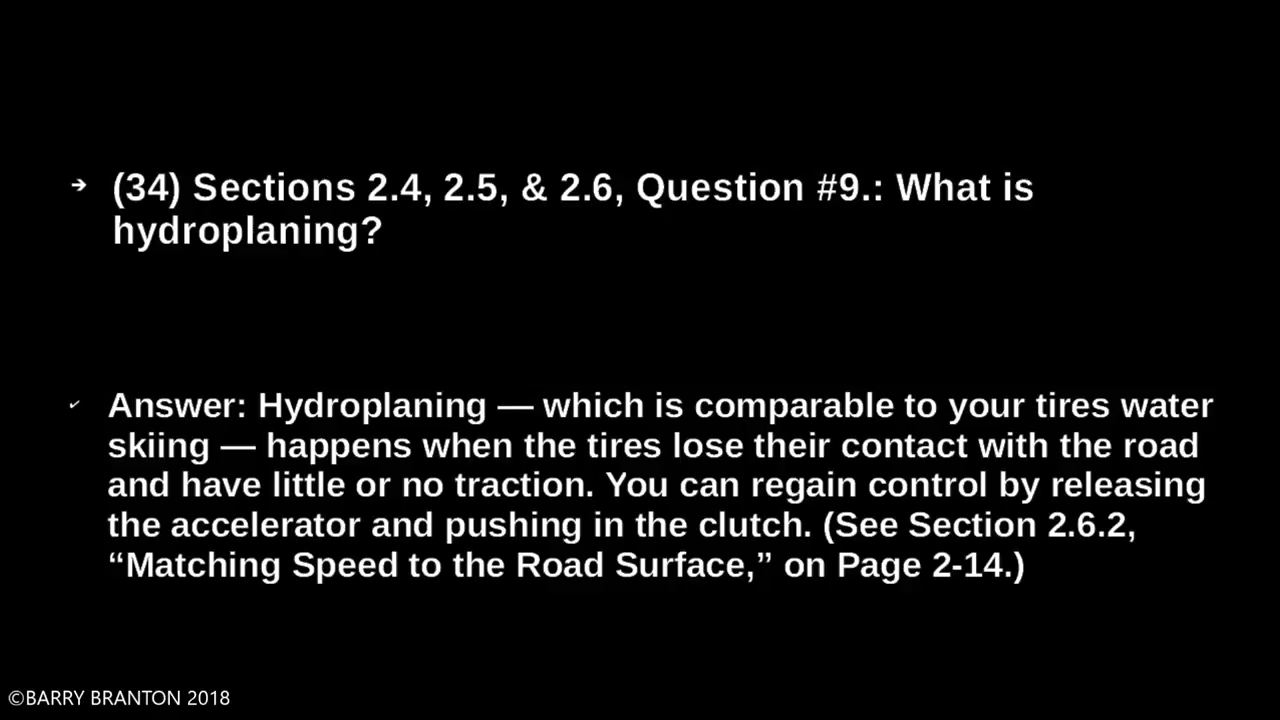 ➔ (34) Sections 2.4, 2.5, & 2.6, Question #9.: What is
hydroplaning?
✓ Answer: Hydroplaning — which is comparable to your tires water
skiing — happens when the tires lose their contact with the road
and have little or no traction. You can regain control by releasing
the accelerator and pushing in the clutch. (See Section 2.6.2,
“Matching Speed to the Road Surface,” on Page 2-14.)
©BARRY BRANTON 2018